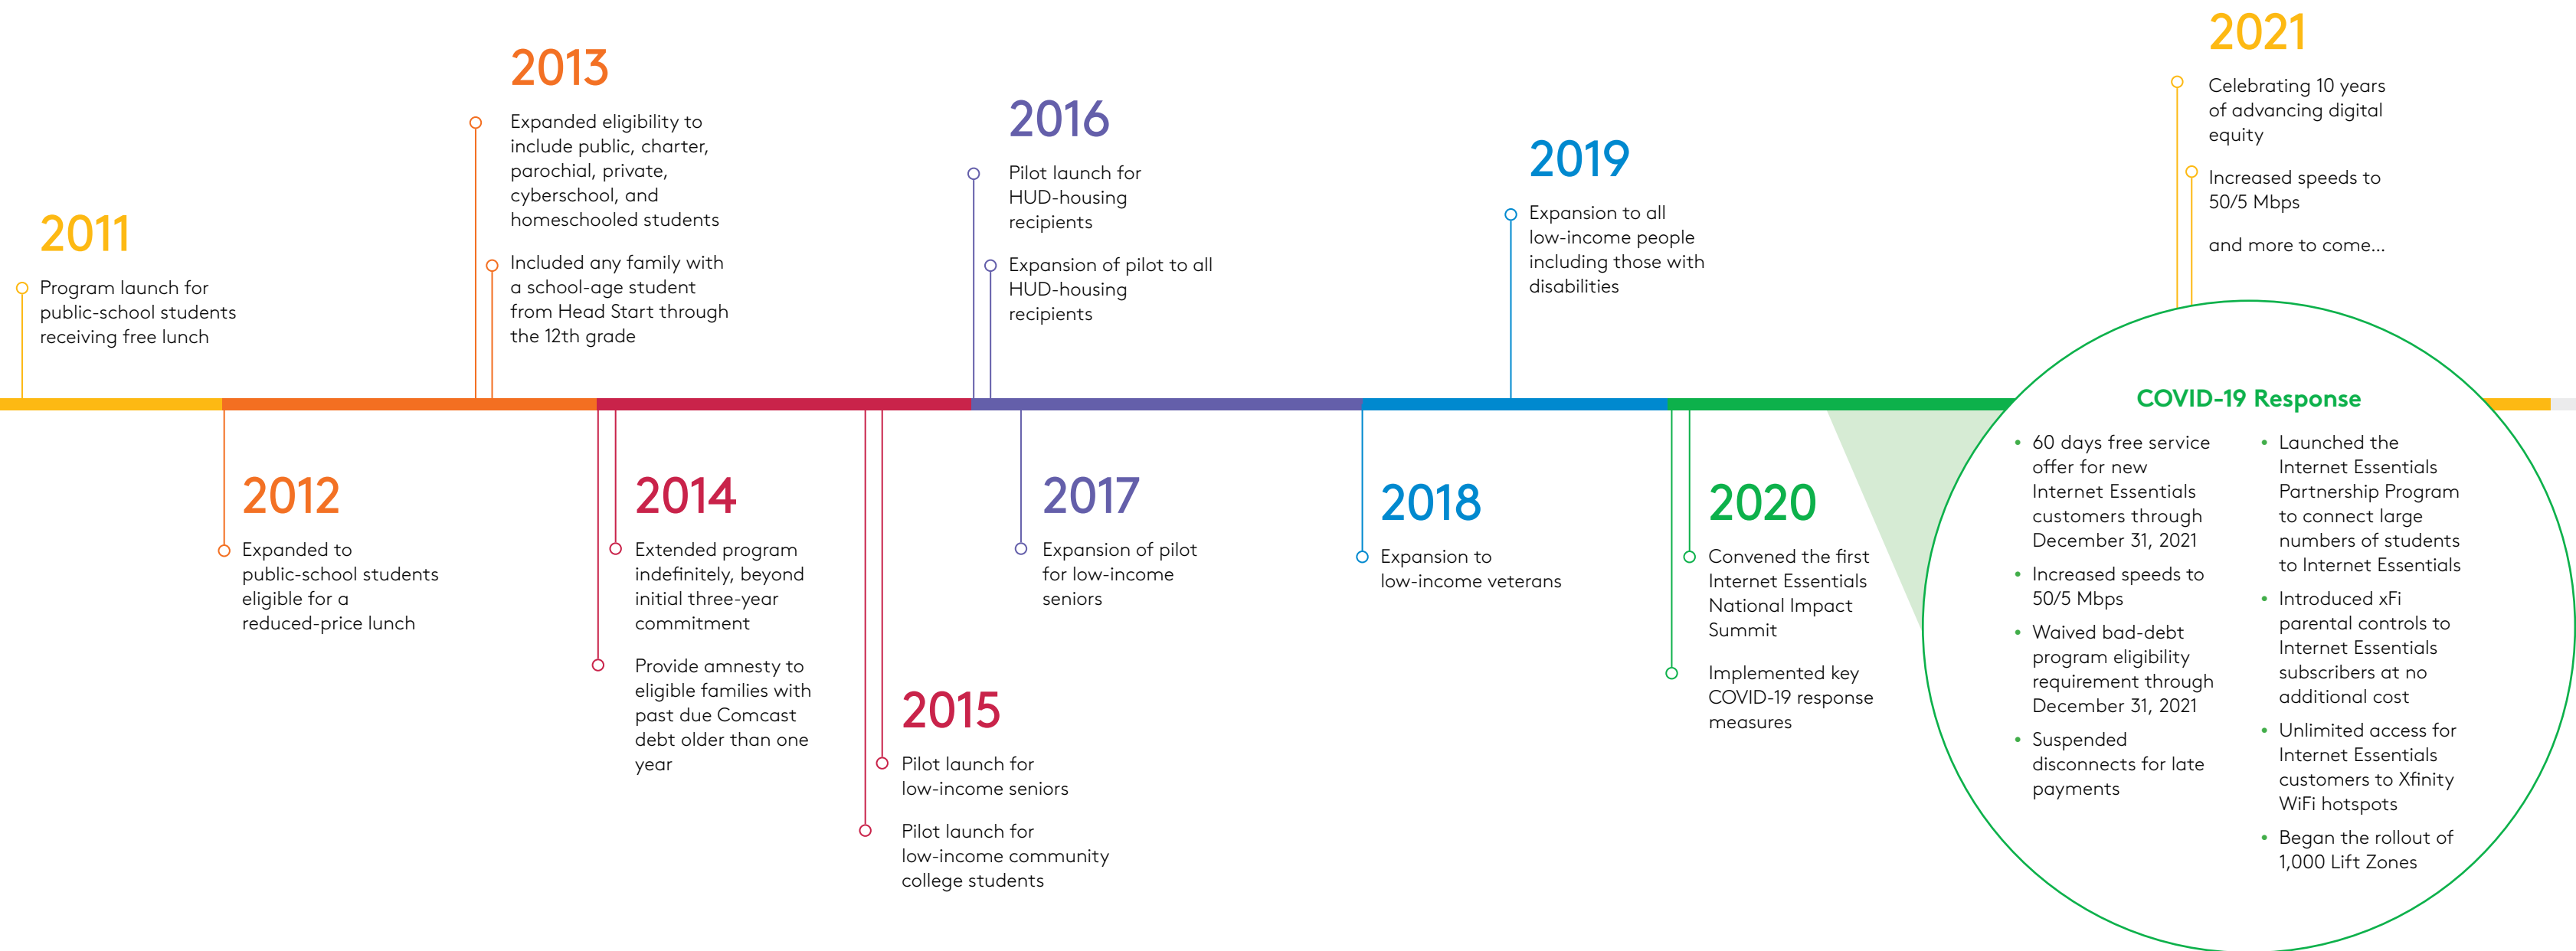 2011
Program launch for
public-school students
receiving free lunch
2012
Expanded to
public-school students
eligible for a
reduced-price lunch
2013
Expanded eligibility to
include public, charter,
parochial, private,
cyberschool, and
homeschooled students
Included any family with
a school-age student
from Head Start through
the 12th grade
2014
Extended program
indefinitely, beyond
initial three-year
commitment
Provide amnesty to
eligible families with
past due Comcast
debt older than one
year
2015
Pilot launch for
low-income seniors
Pilot launch for
low-income community
college students
2016
Pilot launch for
HUD-housing
recipients
Expansion of pilot to all
HUD-housing
recipients
2017
Expansion of pilot
for low-income
seniors
2018
Expansion to
low-income veterans
2019
Expansion to all
low-income people
including those with
disabilities
2020
Convened the first
Internet Essentials
National Impact
Summit
Implemented key
COVID-19 response
measures
2021
Celebrating 10 years
of advancing digital
equity
Increased speeds to
50/5 Mbps
and more to come...
COVID-19 Response
• 60 days free service
offer for new
Internet Essentials
customers through
December 31, 2021
• Increased speeds to
50/5 Mbps
• Waived bad-debt
program eligibility
requirement through
December 31, 2021
• Suspended
disconnects for late
payments
• Launched the
Internet Essentials
Partnership Program
to connect large
numbers of students
to Internet Essentials
• Introduced xFi
parental controls to
Internet Essentials
subscribers at no
additional cost
• Unlimited access for
Internet Essentials
customers to Xfinity
WiFi hotspots
• Began the rollout of
1,000 Lift Zones